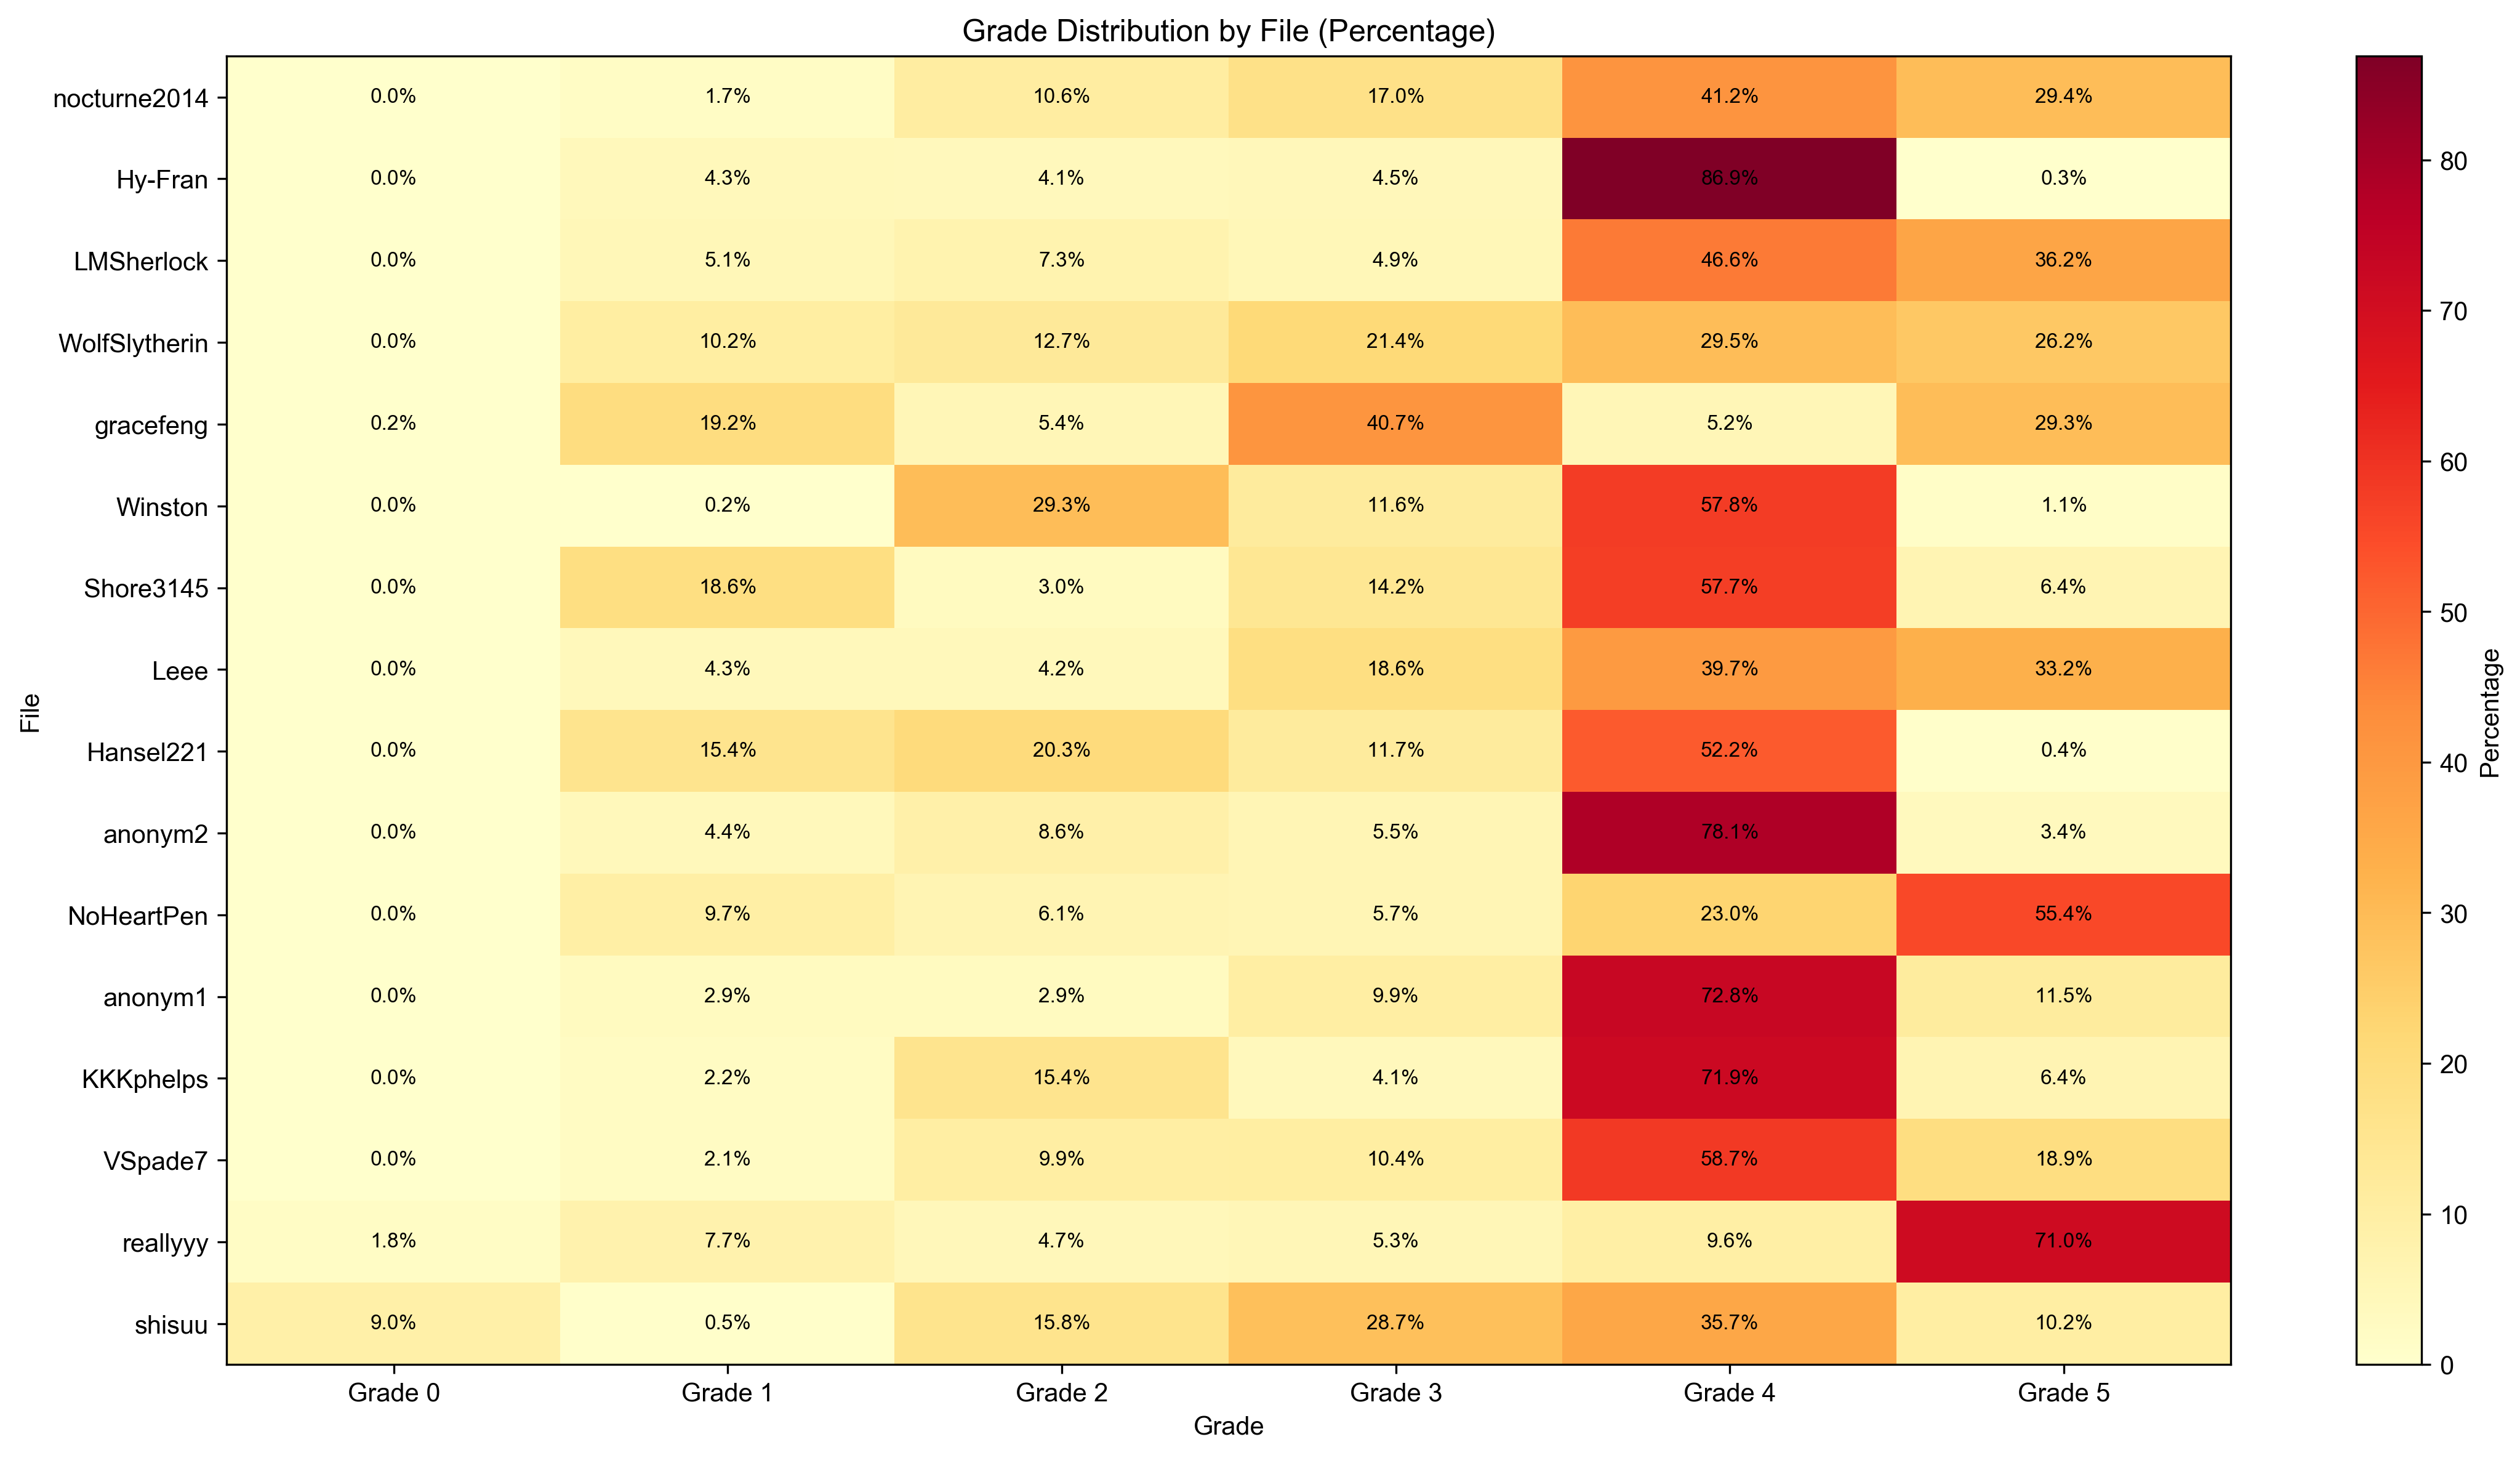 Grade Distribution by File (Percentage)
nocturne2014 0.0% 1.7% 10.6% 17.0% 41.2% 29.4%
Hy-Fran 0.0% 4.3% 4.1% 4.5% 86.9% 0.3%
LMSherlock 0.0% 5.1% 7.3% 4.9% 46.6% 36.2%
WolfSlytherin 0.0% 10.2% 12.7% 21.4% 29.5% 26.2%
gracefeng 0.2% 19.2% 5.4% 40.7% 5.2% 29.3%
Winston 0.0% 0.2% 29.3% 11.6% 57.8% 1.1%
Shore3145 0.0% 18.6% 3.0% 14.2% 57.7% 6.4%
Leee 0.0% 4.3% 4.2% 18.6% 39.7% 33.2%
Hansel221 0.0% 15.4% 20.3% 11.7% 52.2% 0.4%
anonym2 0.0% 4.4% 8.6% 5.5% 78.1% 3.4%
NoHeartPen 0.0% 9.7% 6.1% 5.7% 23.0% 55.4%
anonym1 0.0% 2.9% 2.9% 9.9% 72.8% 11.5%
KKKphelps 0.0% 2.2% 15.4% 4.1% 71.9% 6.4%
VSpade7 0.0% 2.1% 9.9% 10.4% 58.7% 18.9%
reallyyy 1.8% 7.7% 4.7% 5.3% 9.6% 71.0%
shisuu 9.0% 0.5% 15.8% 28.7% 35.7% 10.2%
Grade 0 Grade 1 Grade 2 Grade 3 Grade 4 Grade 5
Grade
File
80
70
60
50
40
30
20
10
0
Percentage